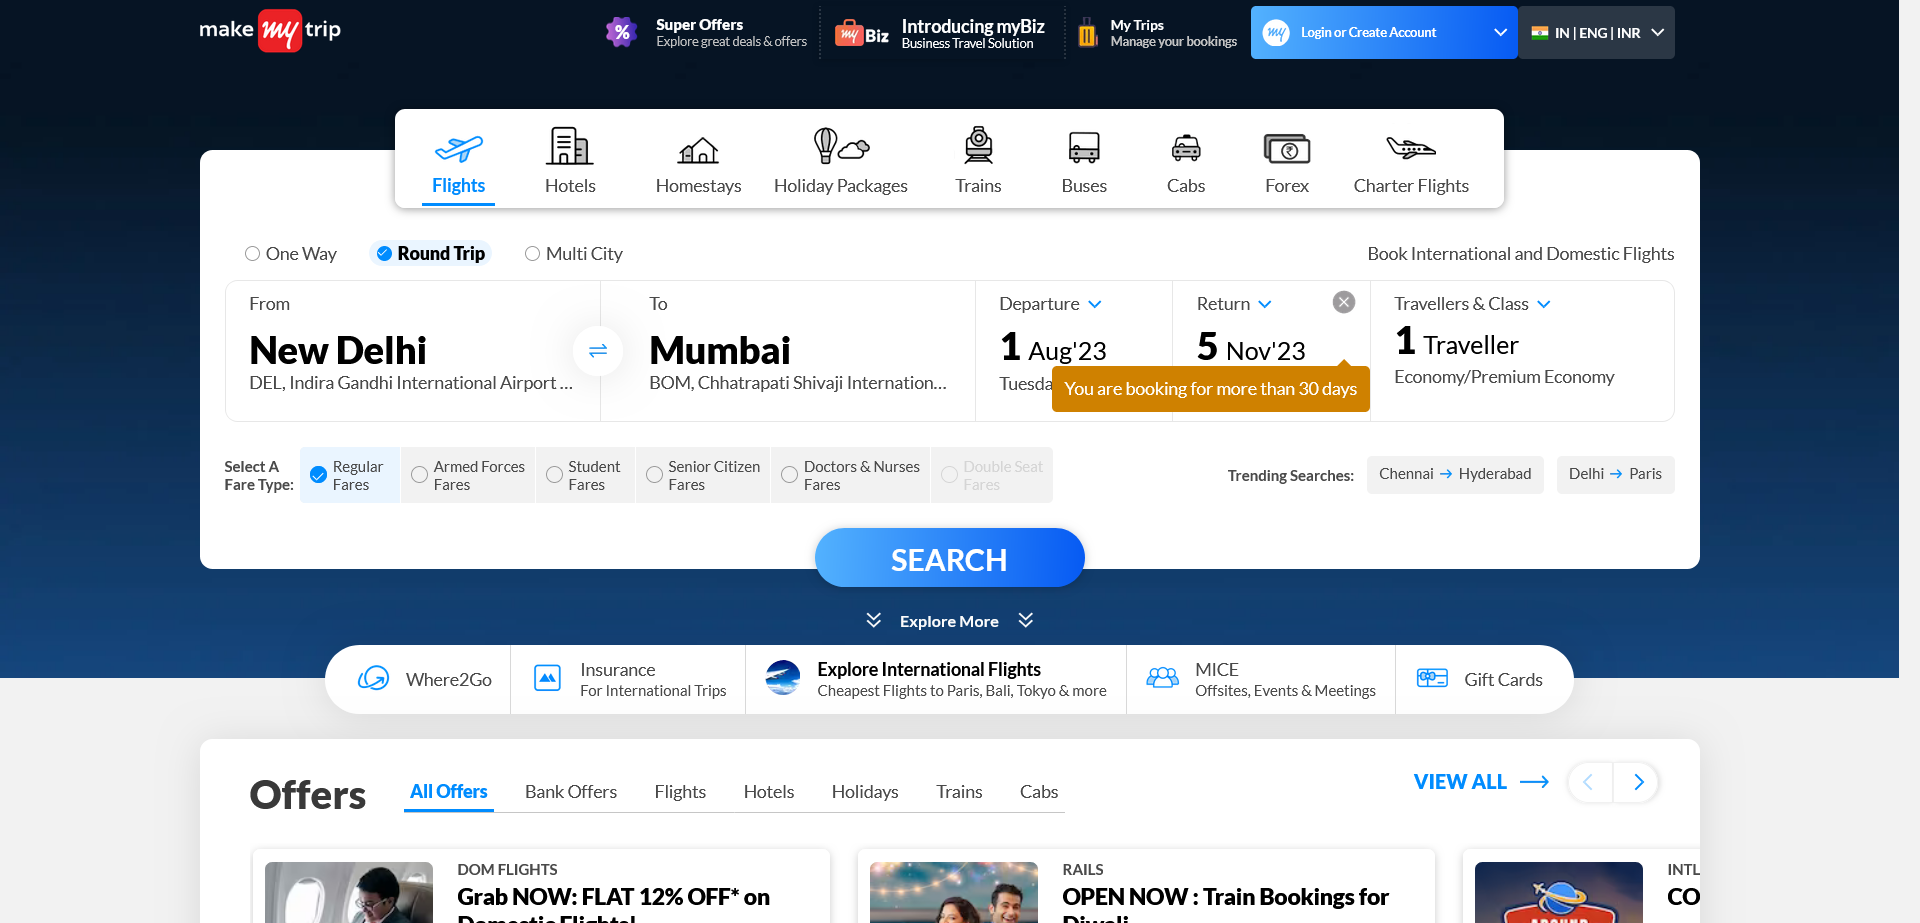 make my trip
%
Super Offers
Explore great deals & offers
my Biz
Introducing myBiz
Business Travel Solution
My Trips
Manage your bookings
my
Login or Create Account
IN | ENG | INR
Flights
Hotels
Homestays
Holiday Packages
Trains
Buses
Cabs
Forex
Charter Flights
One Way
Round Trip
Multi City
Book International and Domestic Flights
From
New Delhi
DEL, Indira Gandhi International Airport ...
To
Mumbai
BOM, Chhatrapati Shivaji Internation...
Departure
1 Aug'23
Tuesda
Return
5 Nov'23
You are booking for more than 30 days
Travellers & Class
1 Traveller
Economy/Premium Economy
Select A
Fare Type:
Regular
Fares
Armed Forces
Fares
Student
Fares
Senior Citizen
Fares
Doctors & Nurses
Fares
Double Seat
Fares
Trending Searches:
Chennai → Hyderabad
Delhi → Paris
SEARCH
Explore More
Where2Go
Insurance
For International Trips
Explore International Flights
Cheapest Flights to Paris, Bali, Tokyo & more
MICE
Offsites, Events & Meetings
Gift Cards
Offers
All Offers
Bank Offers
Flights
Hotels
Holidays
Trains
Cabs
VIEW ALL
DOM FLIGHTS
Grab NOW: FLAT 12% OFF* on
Domestic Flights!
RAILS
OPEN NOW : Train Bookings for
Diwali
INTL
CO
AROUND